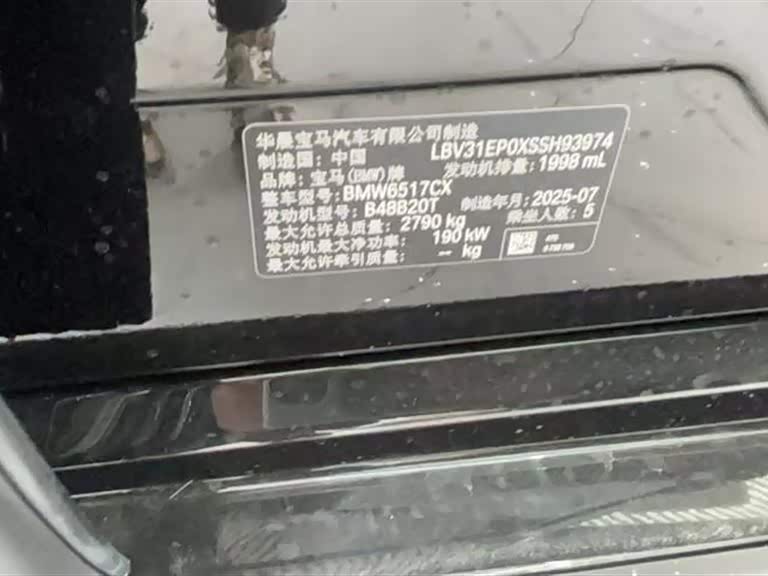 华晨宝马汽车有限公司制造
制造国：中国 LBV31EP0XSSH93974
品牌：宝马(BMW)牌 发动机排量：1998 mL
整车型号：BMW6517CX
发动机型号：B48B20T 制造年月：2025-07
最大允许总质量：2790 kg 乘坐人数：5
发动机最大净功率：190 kW
最大允许牵引质量：-- kg